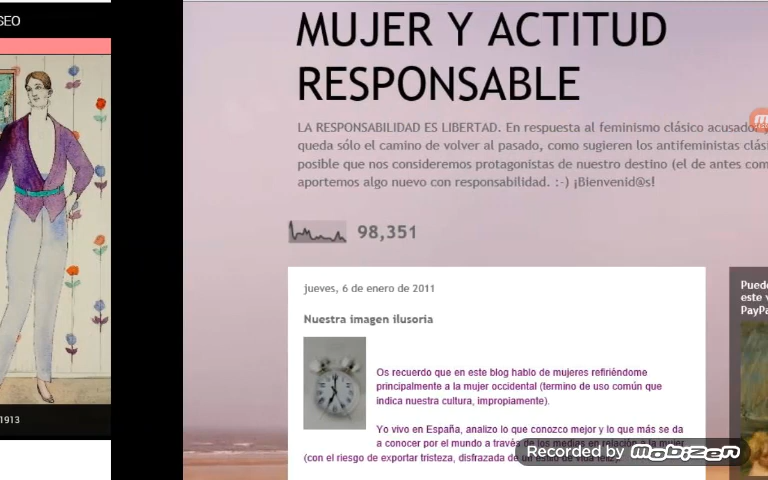 SEO
1913
MUJER Y ACTITUD
RESPONSABLE
LA RESPONSABILIDAD ES LIBERTAD. En respuesta al feminismo clásico acusador,
queda sólo el camino de volver al pasado, como sugieren los antifeministas
posible que nos consideremos protagonistas de nuestro destino (el de antes
aportemos algo nuevo con responsabilidad. :-) ¡Bienvenid@s!
98,351
jueves, 6 de enero de 2011
Nuestra imagen ilusoria
Os recuerdo que en este blog hablo de mujeres refiriéndome
principalmente a la mujer occidental (termino de uso común que
indica nuestra cultura, impropiamente).
Yo vivo en España, analizo lo que conozco mejor y lo que más se da
a conocer por el mundo a través de los medias en relación a la mujer
(con el riesgo de exportar tristeza, disfrazada de un estilo de vida feliz).
este
Recorded by mobizen